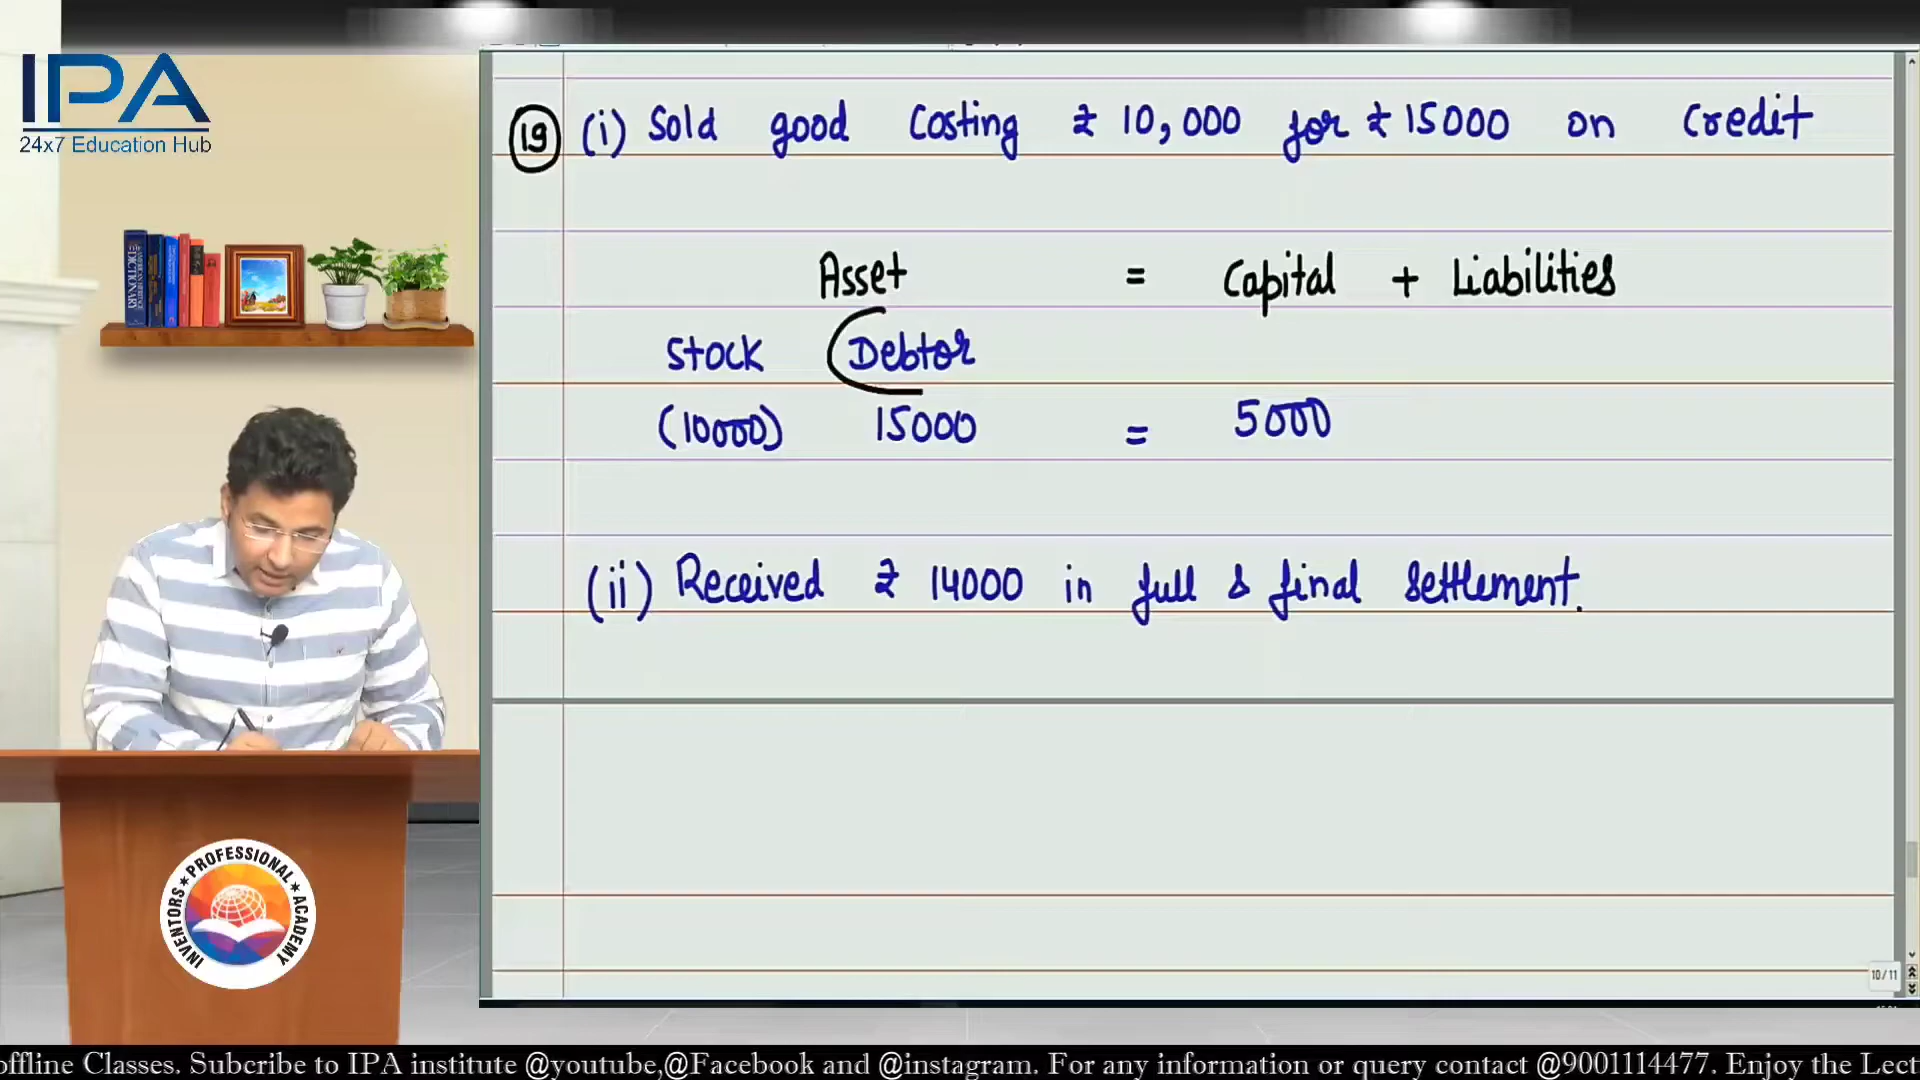 IPA
24x7 Education Hub
19 (i) Sold good Costing ₹ 10,000 for ₹ 15000 on Credit
Asset = Capital + Liabilities
Stock Debtor
(10000) 15000 = 5000
(ii) Received ₹ 14000 in full & final Settlement.
DICTIONARY
INVENTORS★PROFESSIONAL★ACADEMY
10/11
offline Classes. Subcribe to IPA institute @youtube,@Facebook and @instagram. For any information or query contact @9001114477. Enjoy the Lect